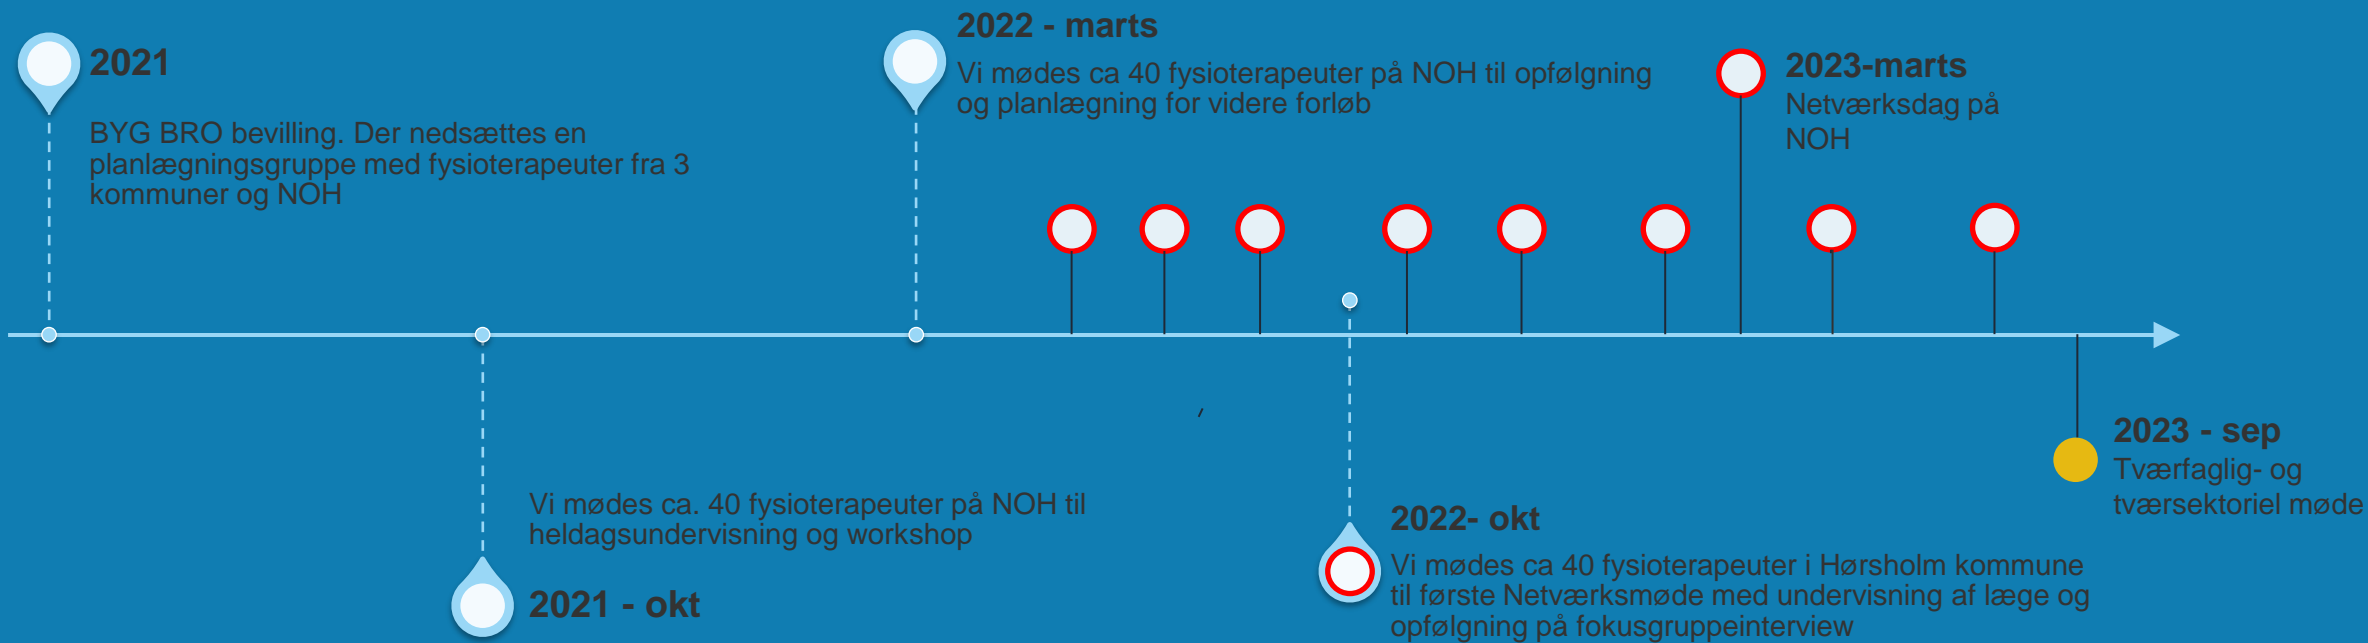 2021
BYG BRO bevilling. Der nedsættes en
planlægningsgruppe med fysioterapeuter fra 3
kommuner og NOH
Vi mødes ca. 40 fysioterapeuter på NOH til
heldagsundervisning og workshop
2021 - okt
2022 - marts
Vi mødes ca 40 fysioterapeuter på NOH til opfølgning
og planlægning for videre forløb
2022- okt
Vi mødes ca 40 fysioterapeuter i Hørsholm kommune
til første Netværksmøde med undervisning af læge og
opfølgning på fokusgruppeinterview
2023-marts
Netværksdag på
NOH
2023 - sep
Tværfaglig- og
tværsektoriel møde